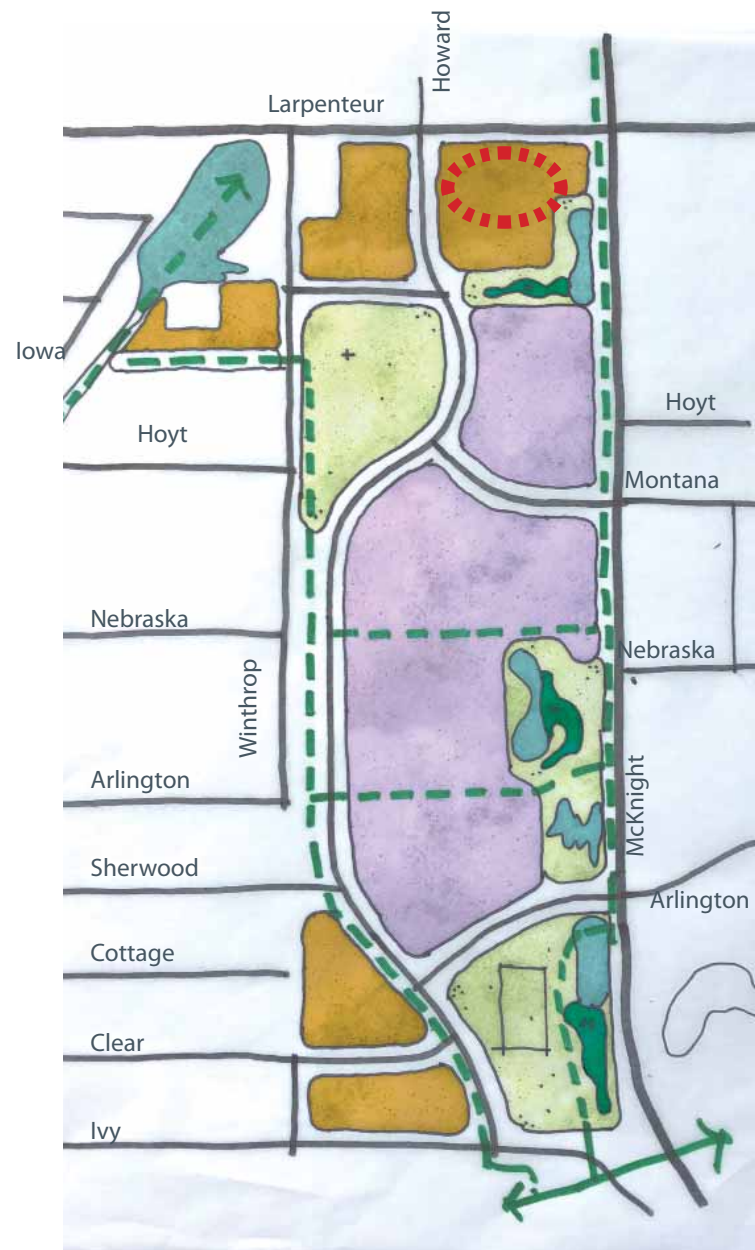 Howard
Larpenteur
Iowa
Hoyt
Hoyt
Montana
Nebraska
Nebraska
Winthrop
Arlington
McKnight
Sherwood
Arlington
Cottage
Clear
Ivy